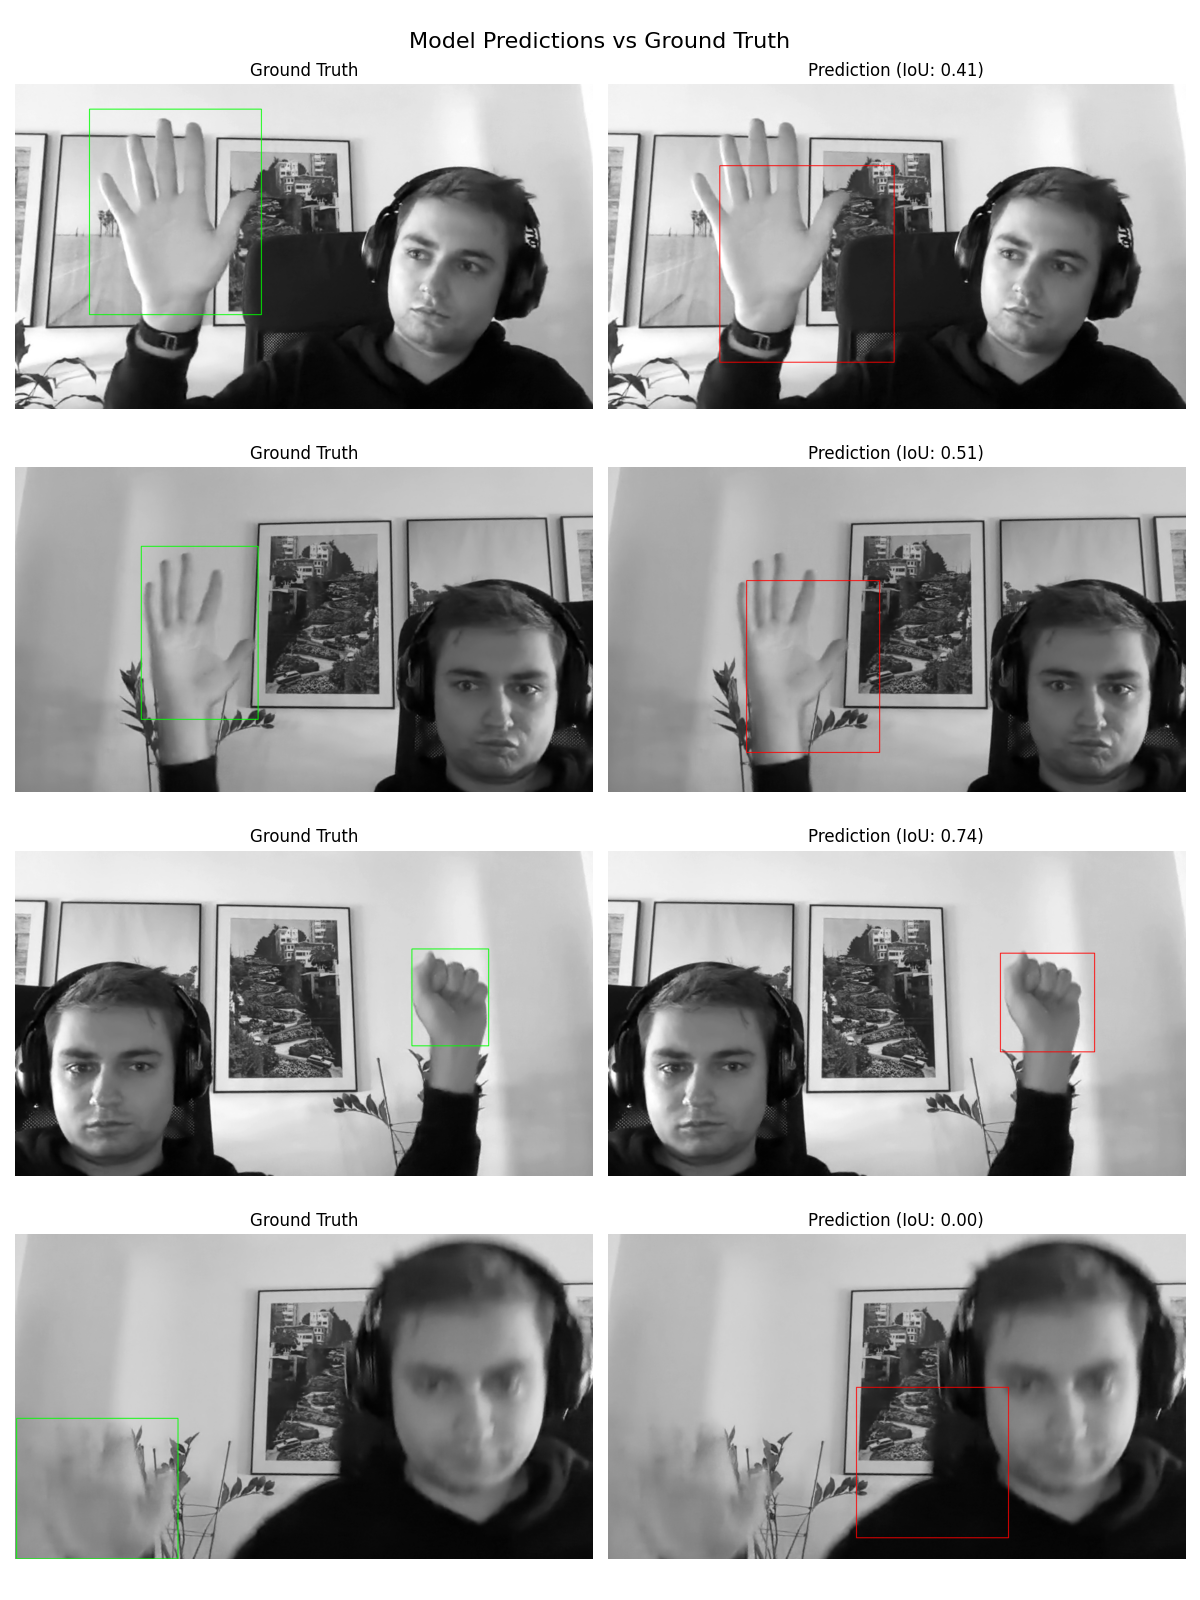 Model Predictions vs Ground Truth
Ground Truth
Prediction (IoU: 0.41)
Ground Truth
Prediction (IoU: 0.51)
Ground Truth
Prediction (IoU: 0.74)
Ground Truth
Prediction (IoU: 0.00)